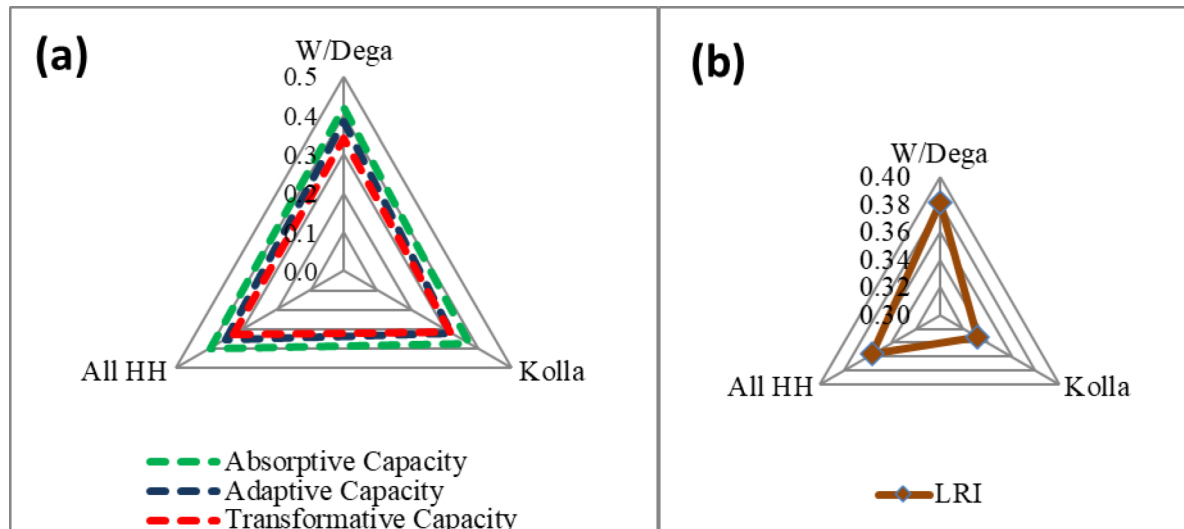 (a)
W/Dega
0.5
0.4
0.3
0.2
0.1
0.0
All HH
Kolla
Absorptive Capacity
Adaptive Capacity
Transformative Capacity
(b)
W/Dega
0.40
0.38
0.36
0.34
0.32
0.30
All HH
Kolla
LRI